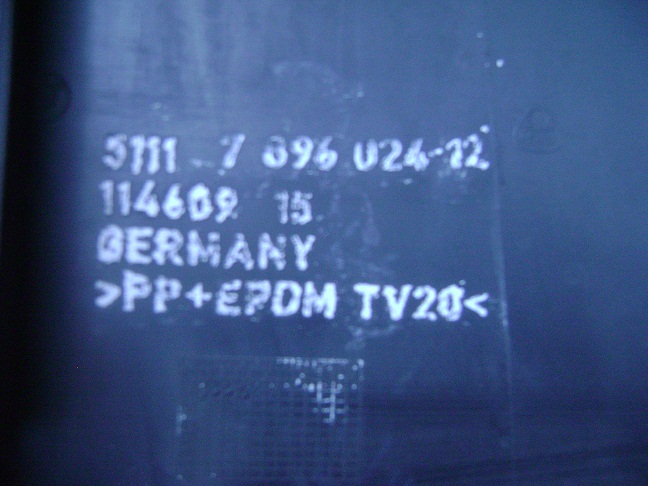 5111 7 896 024-12
114609 15
GERMANY
>PP+EPDM TV20<